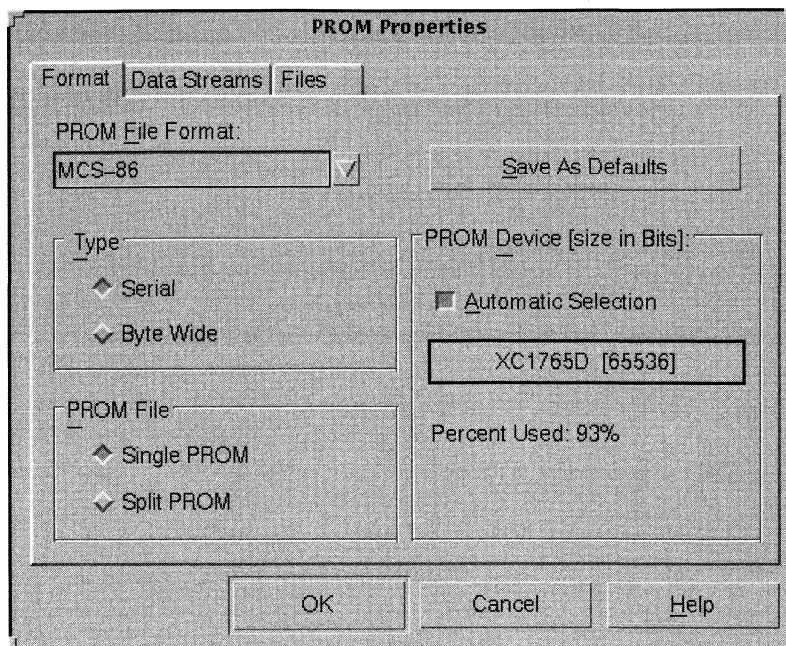 PROM Properties
Format
Data Streams
Files
PROM File Format:
MCS–86
Save As Defaults
Type
Serial
Byte Wide
PROM File
Single PROM
Split PROM
PROM Device [size in Bits]:
Automatic Selection
XC1765D [65536]
Percent Used: 93%
OK
Cancel
Help